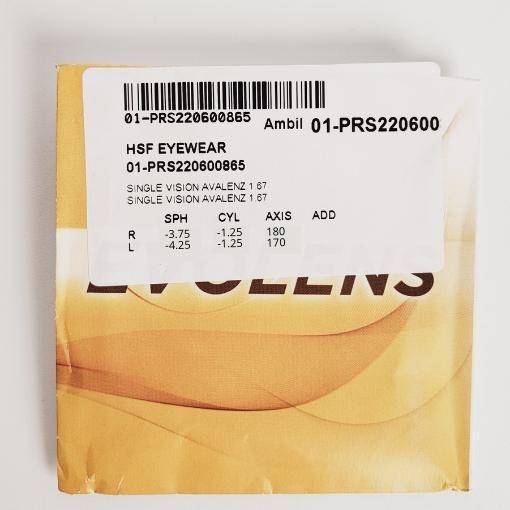 01-PRS220600865
Ambil 01-PRS220600
HSF EYEWEAR
01-PRS220600865
SINGLE VISION AVALENZ 1.67
SINGLE VISION AVALENZ 1.67
SPH CYL AXIS ADD
R -3.75 -1.25 180
L -4.25 -1.25 170
EVOLENS